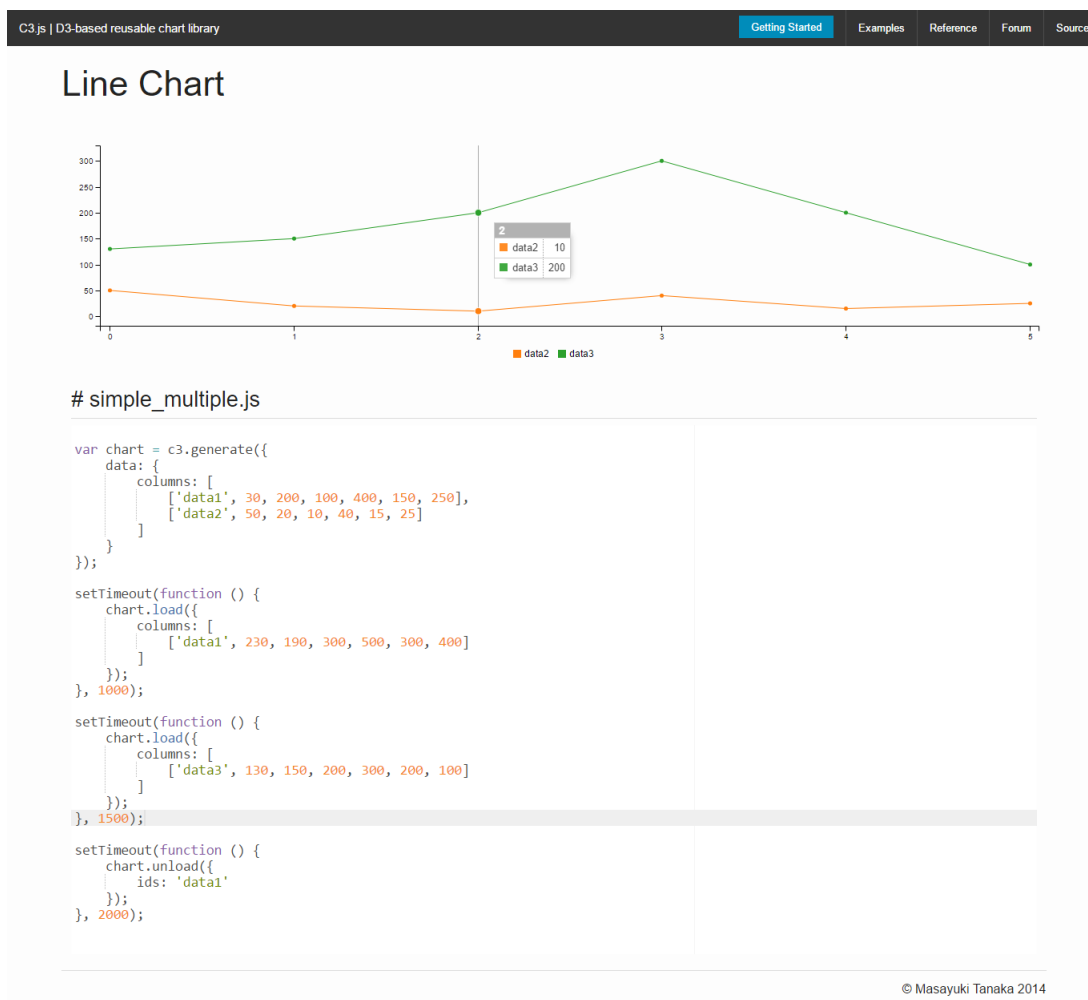 C3.js | D3-based reusable chart library Getting Started Examples Reference Forum Source
Line Chart
300
250
200
150
100
50
0
2
data2 10
data3 200
0 1 2 3 4 5
data2 data3
# simple_multiple.js
var chart = c3.generate({
    data: {
        columns: [
            ['data1', 30, 200, 100, 400, 150, 250],
            ['data2', 50, 20, 10, 40, 15, 25]
        ]
    }
});
setTimeout(function () {
    chart.load({
        columns: [
            ['data1', 230, 190, 300, 500, 300, 400]
        ]
    });
}, 1000);
setTimeout(function () {
    chart.load({
        columns: [
            ['data3', 130, 150, 200, 300, 200, 100]
        ]
    });
}, 1500);
setTimeout(function () {
    chart.unload({
        ids: 'data1'
    });
}, 2000);
© Masayuki Tanaka 2014